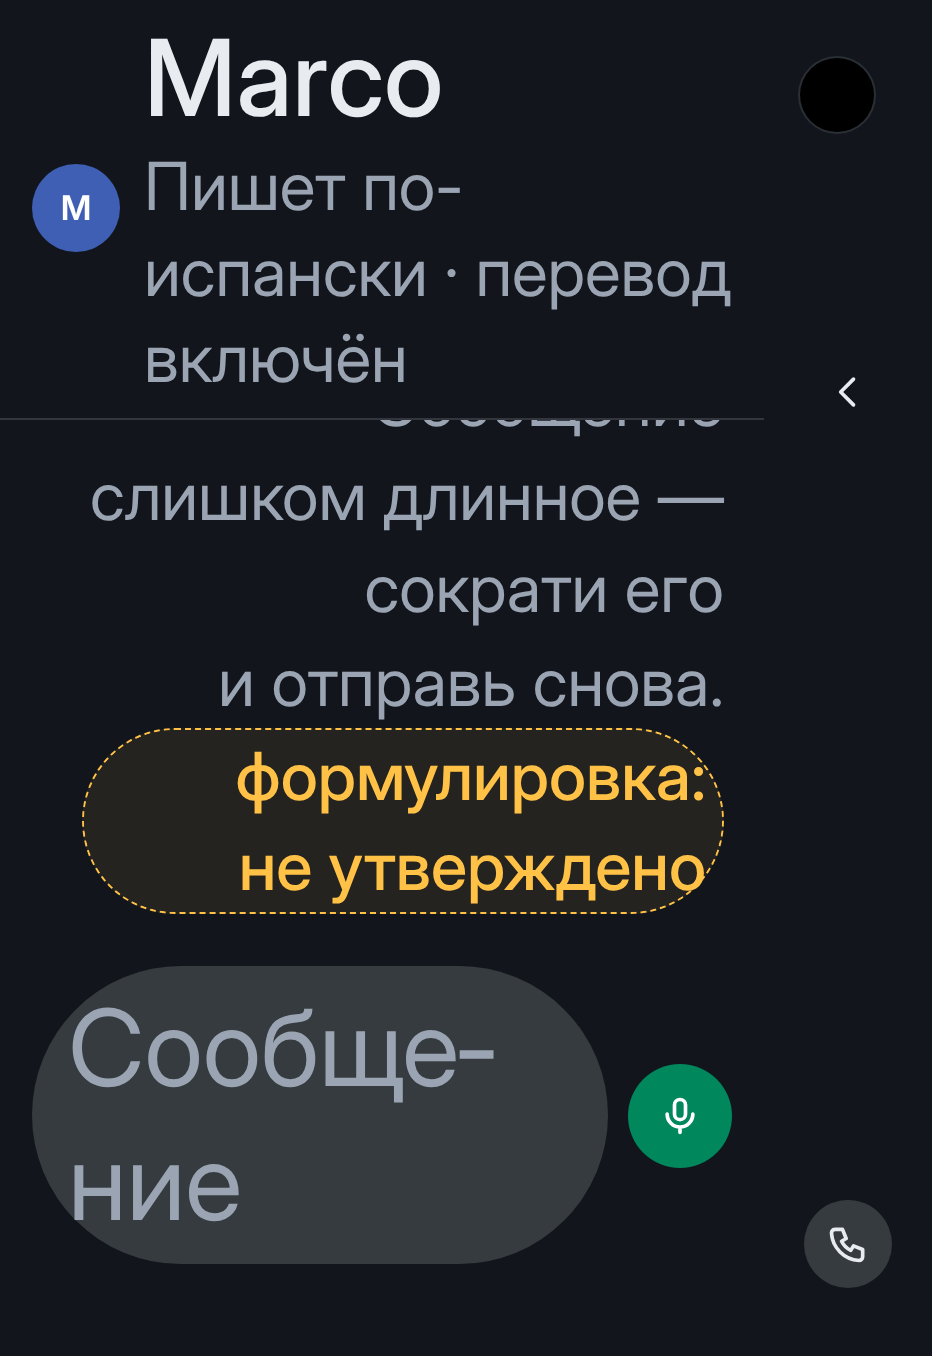 Marco
M
Пишет по-
испански · перевод
включён
слишком длинное —
сократи его
и отправь снова.
формулировка:
не утверждено
Сообще-
ние